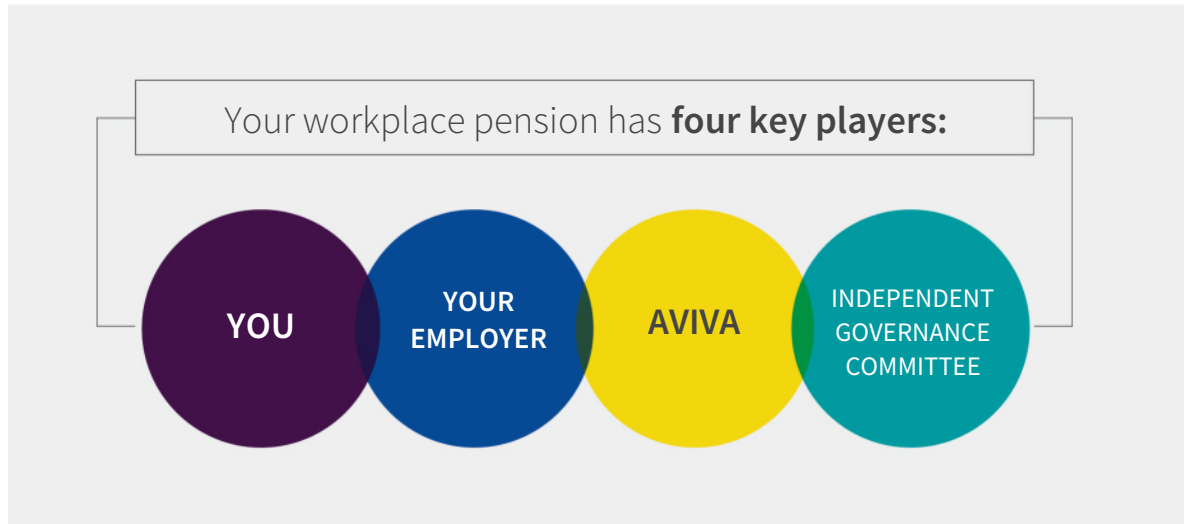 Your workplace pension has four key players:
YOU
YOUR
EMPLOYER
AVIVA
INDEPENDENT
GOVERNANCE
COMMITTEE